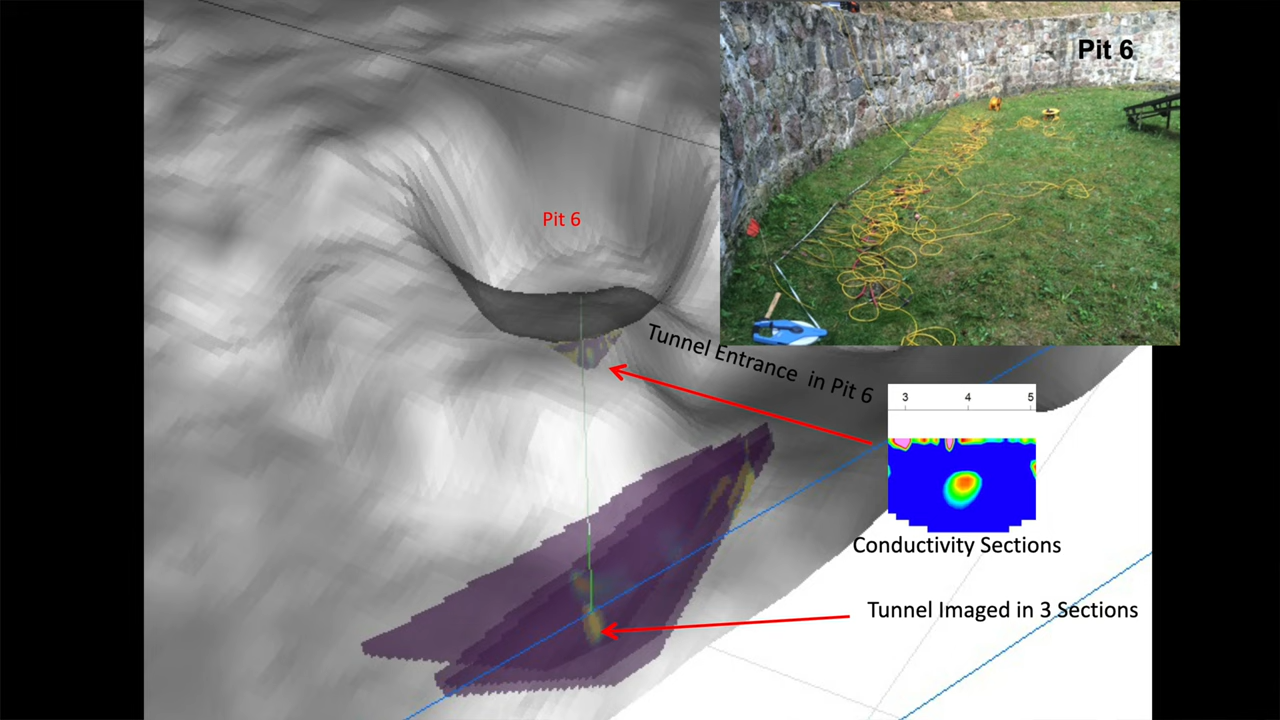 Pit 6
Pit 6
Tunnel Entrance in Pit 6
3 4 5
Conductivity Sections
Tunnel Imaged in 3 Sections